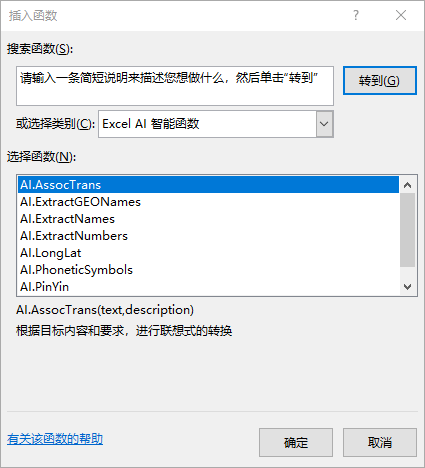 插入函数
搜索函数(S):
请输入一条简短说明来描述您想做什么，然后单击“转到”
转到(G)
或选择类别(C): Excel AI 智能函数
选择函数(N):
AI.AssocTrans
AI.ExtractGEONames
AI.ExtractNames
AI.ExtractNumbers
AI.LongLat
AI.PhoneticSymbols
AI.PinYin
AI.AssocTrans(text,description)
根据目标内容和要求，进行联想式的转换
有关该函数的帮助
确定
取消